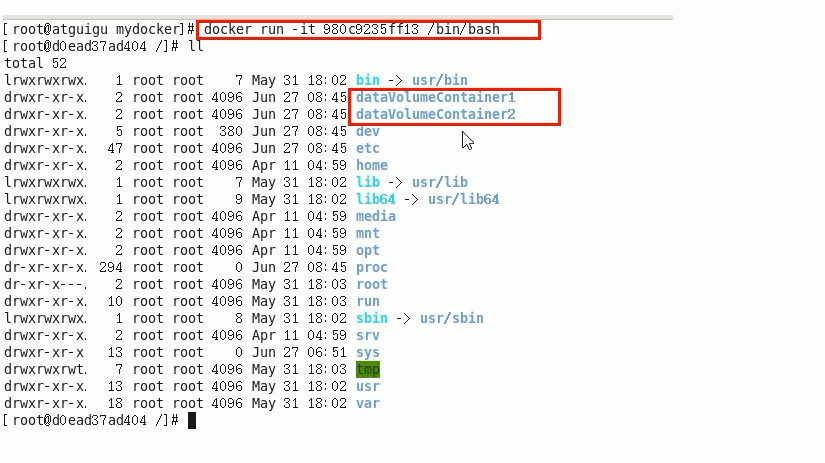 [root@atguigu mydocker]# docker run -it 980c9235ff13 /bin/bash
[root@d0ead37ad404 /]# ll
total 52
lrwxrwxrwx.   1 root root    7 May 31 18:02 bin -> usr/bin
drwxr-xr-x.   2 root root 4096 Jun 27 08:45 dataVolumeContainer1
drwxr-xr-x.   2 root root 4096 Jun 27 08:45 dataVolumeContainer2
drwxr-xr-x.   5 root root  380 Jun 27 08:45 dev
drwxr-xr-x.  47 root root 4096 Jun 27 08:45 etc
drwxr-xr-x.   2 root root 4096 Apr 11 04:59 home
lrwxrwxrwx.   1 root root    7 May 31 18:02 lib -> usr/lib
lrwxrwxrwx.   1 root root    9 May 31 18:02 lib64 -> usr/lib64
drwxr-xr-x.   2 root root 4096 Apr 11 04:59 media
drwxr-xr-x.   2 root root 4096 Apr 11 04:59 mnt
drwxr-xr-x.   2 root root 4096 Apr 11 04:59 opt
dr-xr-xr-x. 294 root root    0 Jun 27 08:45 proc
dr-xr-x---.   2 root root 4096 May 31 18:03 root
drwxr-xr-x.  10 root root 4096 May 31 18:03 run
lrwxrwxrwx.   1 root root    8 May 31 18:02 sbin -> usr/sbin
drwxr-xr-x.   2 root root 4096 Apr 11 04:59 srv
drwxr-xr-x   13 root root    0 Jun 27 06:51 sys
drwxrwxrwt.   7 root root 4096 May 31 18:03 tmp
drwxr-xr-x.  13 root root 4096 May 31 18:02 usr
drwxr-xr-x.  18 root root 4096 May 31 18:02 var
[root@d0ead37ad404 /]#